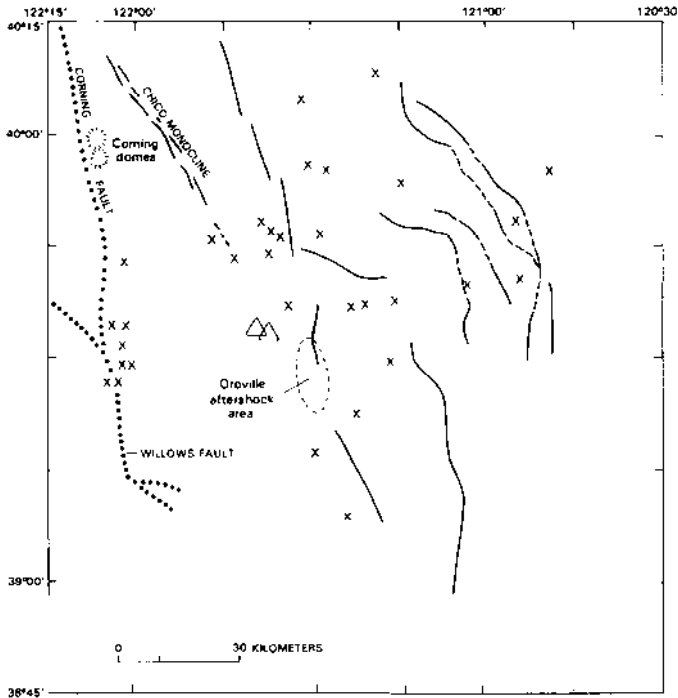 122°15' 122°00' 121°00' 120°30'
40°15'
CORNING FAULT
CHICO MONOCLINE
40°00'
Corning
domes
Oroville
aftershock
area
WILLOWS FAULT
39°00'
0 30 KILOMETERS
38°45'